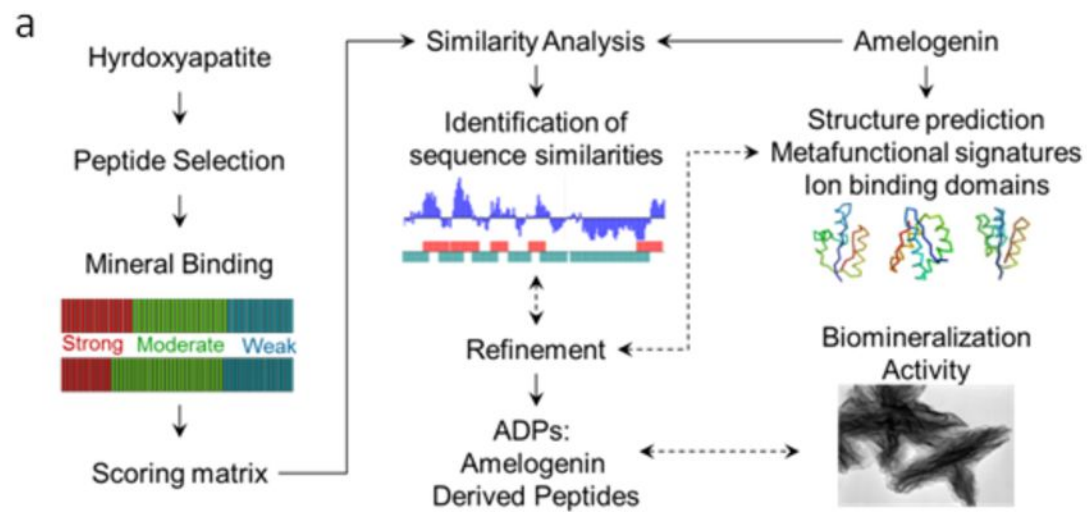 a
Hyrdoxyapatite
Peptide Selection
Mineral Binding
Strong Moderate Weak
Scoring matrix
Similarity Analysis
Identification of
sequence similarities
Refinement
ADPs:
Amelogenin
Derived Peptides
Amelogenin
Structure prediction
Metafunctional signatures
Ion binding domains
Biomineralization
Activity